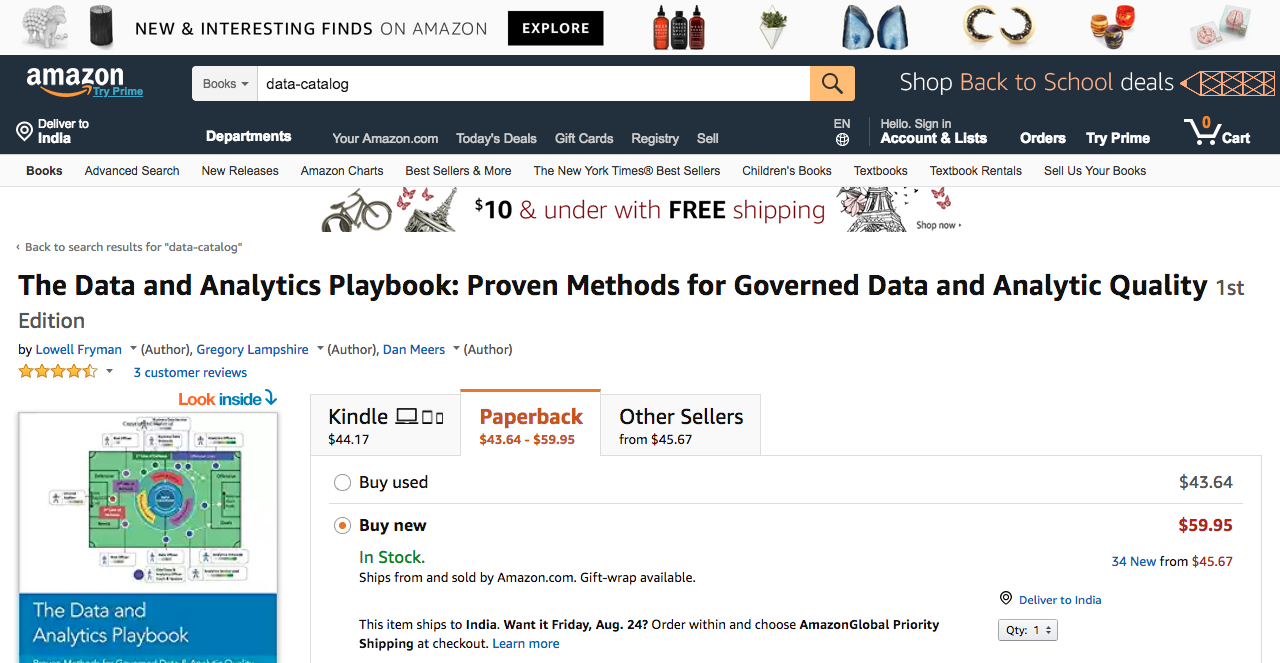 NEW & INTERESTING FINDS ON AMAZON EXPLORE
amazon
Try Prime
Books
data-catalog
Shop Back to School deals
Deliver to
India
Departments
Your Amazon.com Today's Deals Gift Cards Registry Sell
EN
Hello. Sign in
Account & Lists
Orders
Try Prime
0
Cart
Books Advanced Search New Releases Amazon Charts Best Sellers & More The New York Times® Best Sellers Children's Books Textbooks Textbook Rentals Sell Us Your Books
$10 & under with FREE shipping
Shop now ›
‹ Back to search results for "data-catalog"
The Data and Analytics Playbook: Proven Methods for Governed Data and Analytic Quality 1st
Edition
by Lowell Fryman (Author), Gregory Lampshire (Author), Dan Meers (Author)
3 customer reviews
Look inside
The Data and
Analytics Playbook
Proven Methods for Governed Data & Analytic Quality
Kindle
$44.17
Paperback
$43.64 - $59.95
Other Sellers
from $45.67
Buy used $43.64
Buy new $59.95
In Stock.
Ships from and sold by Amazon.com. Gift-wrap available.
34 New from $45.67
Deliver to India
Qty: 1
This item ships to India. Want it Friday, Aug. 24? Order within and choose AmazonGlobal Priority
Shipping at checkout. Learn more